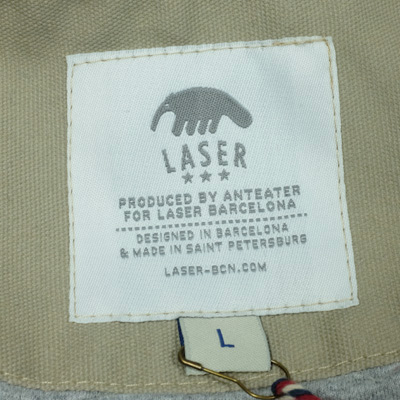 LASER
PRODUCED BY ANTEATER
FOR LASER BARCELONA
DESIGNED IN BARCELONA
& MADE IN SAINT PETERSBURG
LASER-BCN.COM
L